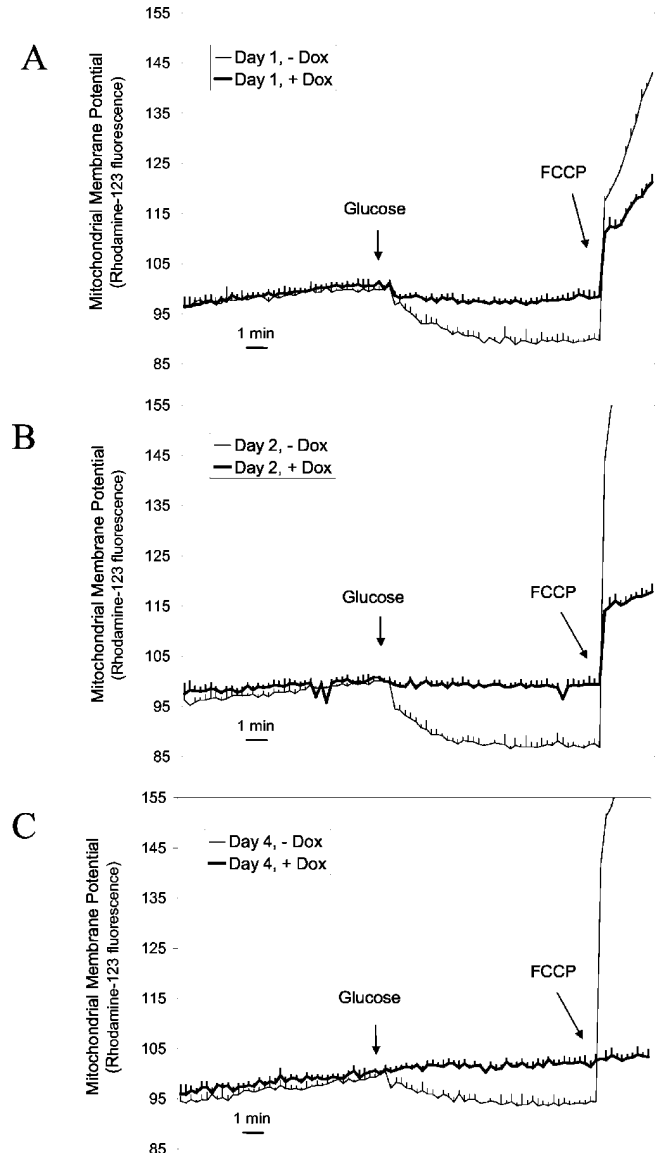 A
Mitochondrial Membrane Potential
(Rhodamine-123 fluorescence)
155
145
135
125
115
105
95
85
Day 1, - Dox
Day 1, + Dox
Glucose
FCCP
1 min
B
Mitochondrial Membrane Potential
(Rhodamine-123 fluorescence)
155
145
135
125
115
105
95
85
Day 2, - Dox
Day 2, + Dox
Glucose
FCCP
1 min
C
Mitochondrial Membrane Potential
(Rhodamine-123 fluorescence)
155
145
135
125
115
105
95
85
Day 4, - Dox
Day 4, + Dox
Glucose
FCCP
1 min